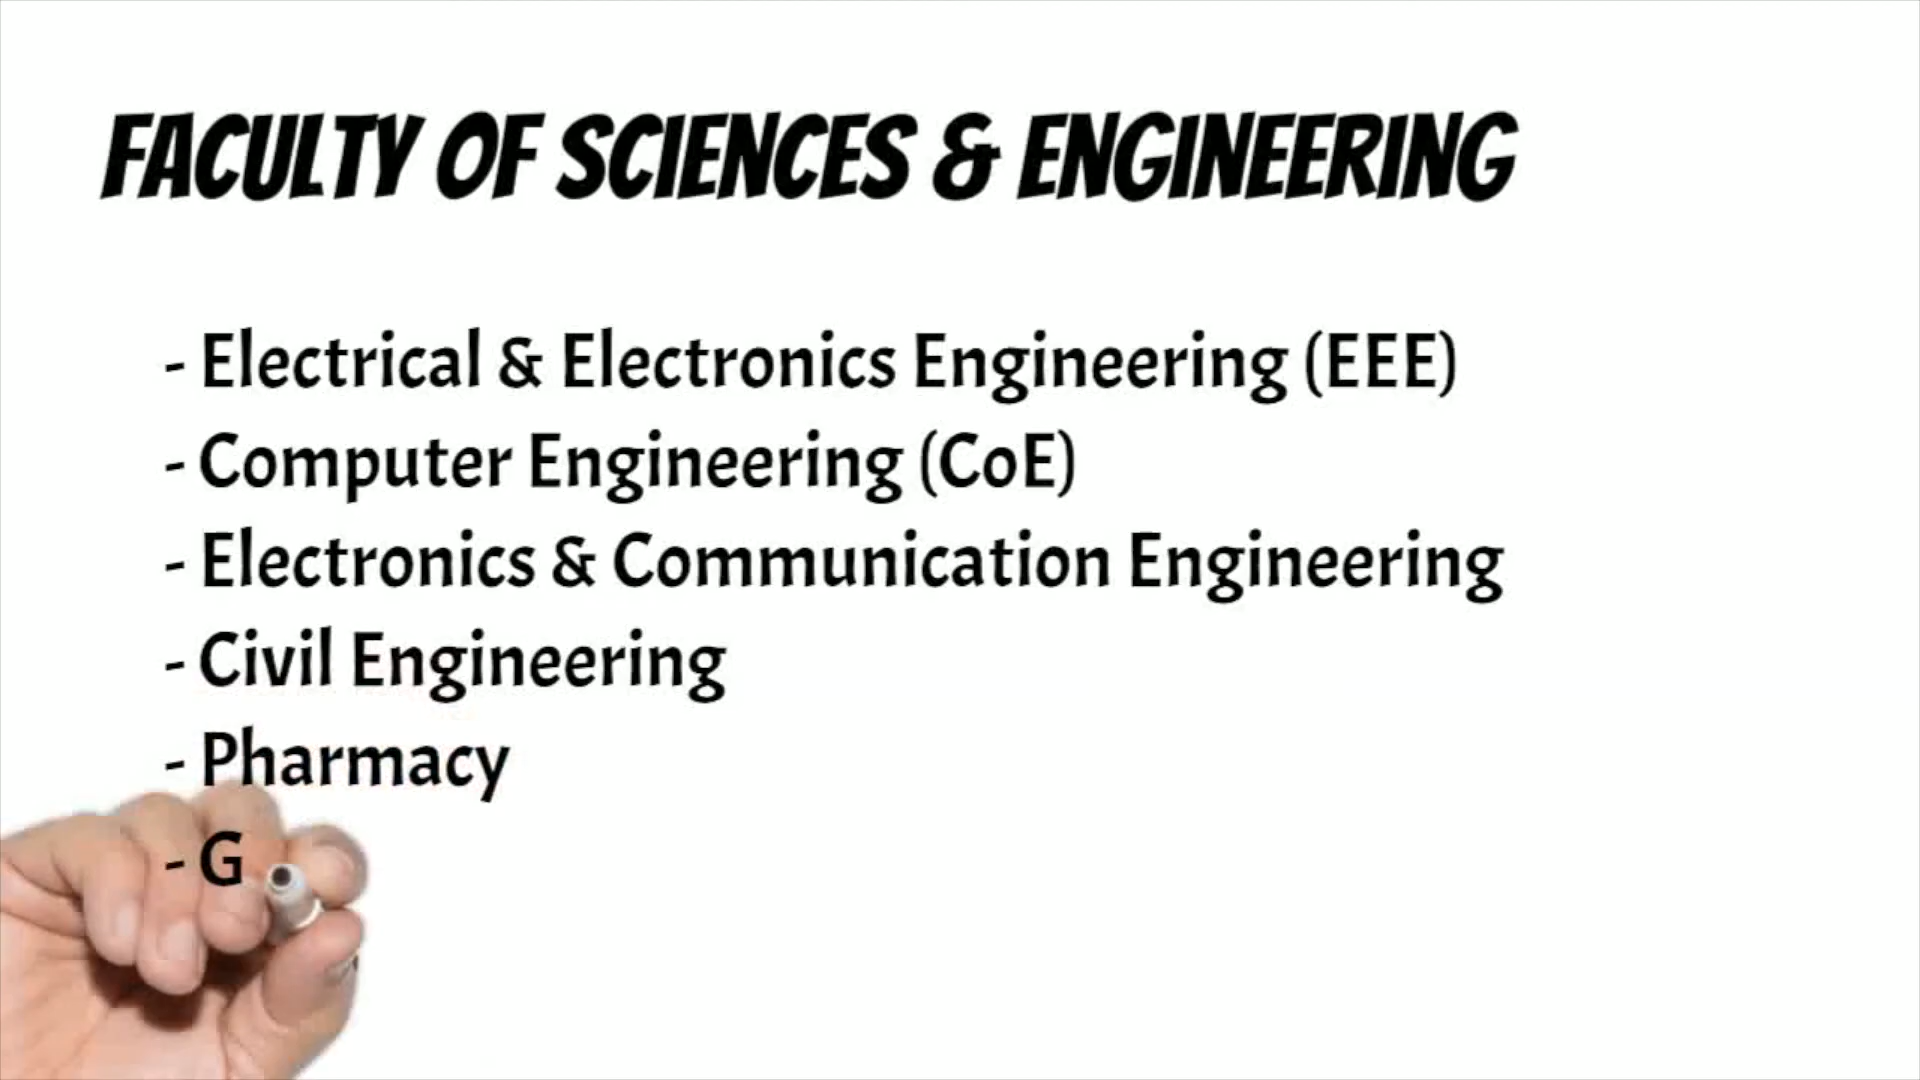 FACULTY OF SCIENCES & ENGINEERING
- Electrical & Electronics Engineering (EEE)
- Computer Engineering (CoE)
- Electronics & Communication Engineering
- Civil Engineering
- Pharmacy
- G